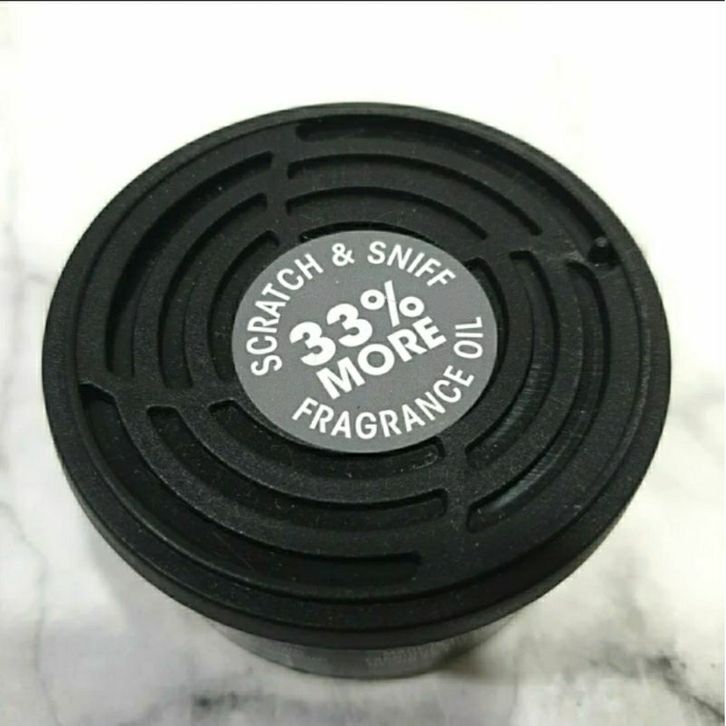 SCRATCH & SNIFF
33%
MORE
FRAGRANCE OIL